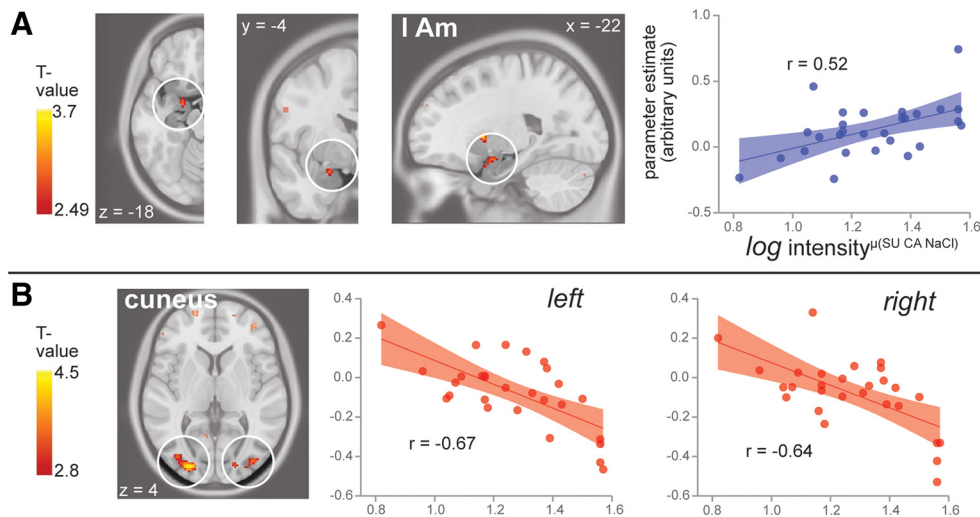 A
y = -4
I Am
x = -22
T-
value
3.7
2.49
z = -18
1.0
0.5
0.0
-0.5
parameter estimate
(arbitrary units)
r = 0.52
0.8 1.0 1.2 1.4 1.6
log intensity^μ(SU CA NaCl)
B
cuneus
T-
value
4.5
2.8
z = 4
left
0.4
0.2
0.0
-0.2
-0.4
-0.6
r = -0.67
0.8 1.0 1.2 1.4 1.6
right
0.4
0.2
0.0
-0.2
-0.4
-0.6
r = -0.64
0.8 1.0 1.2 1.4 1.6